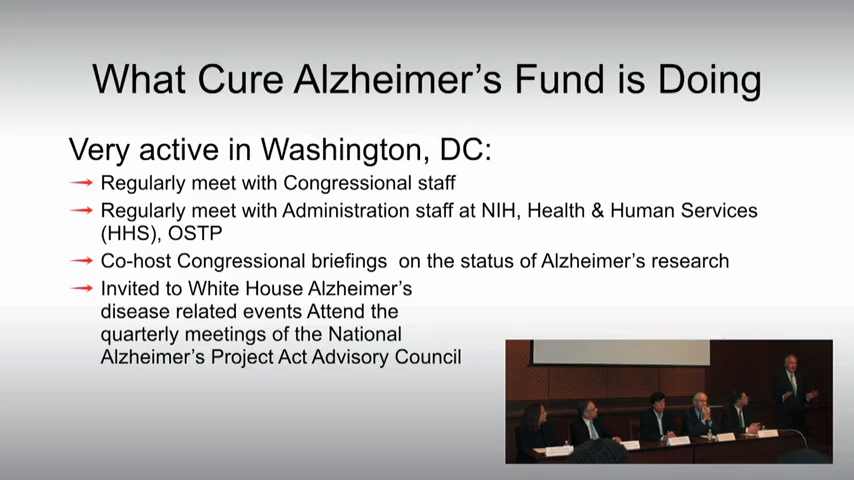 What Cure Alzheimer's Fund is Doing
Very active in Washington, DC:
Regularly meet with Congressional staff
Regularly meet with Administration staff at NIH, Health & Human Services
(HHS), OSTP
Co-host Congressional briefings  on the status of Alzheimer's research
Invited to White House Alzheimer's
disease related events Attend the
quarterly meetings of the National
Alzheimer's Project Act Advisory Council